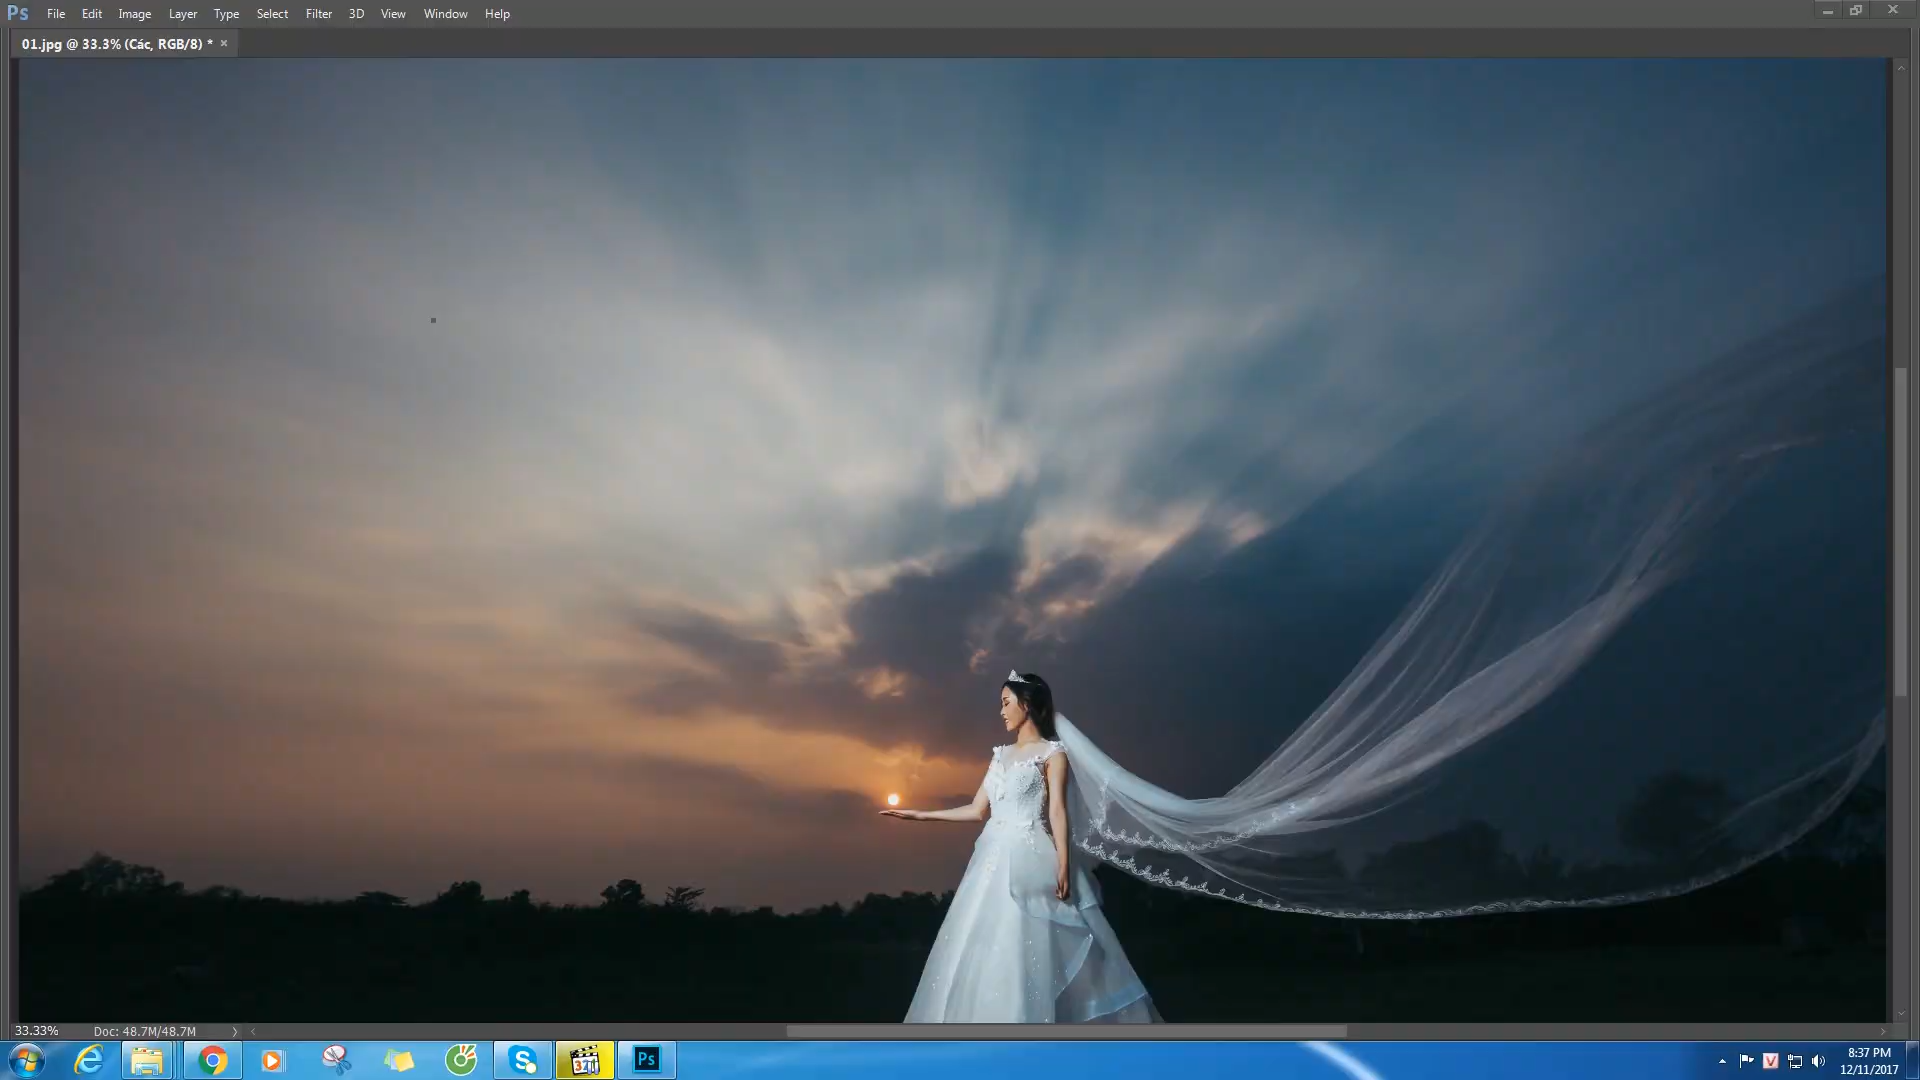 Ps File Edit Image Layer Type Select Filter 3D View Window Help
01.jpg @ 33.3% (Các, RGB/8) * ×
33.33% Doc: 48.7M/48.7M
Ps
V
8:37 PM
12/11/2017